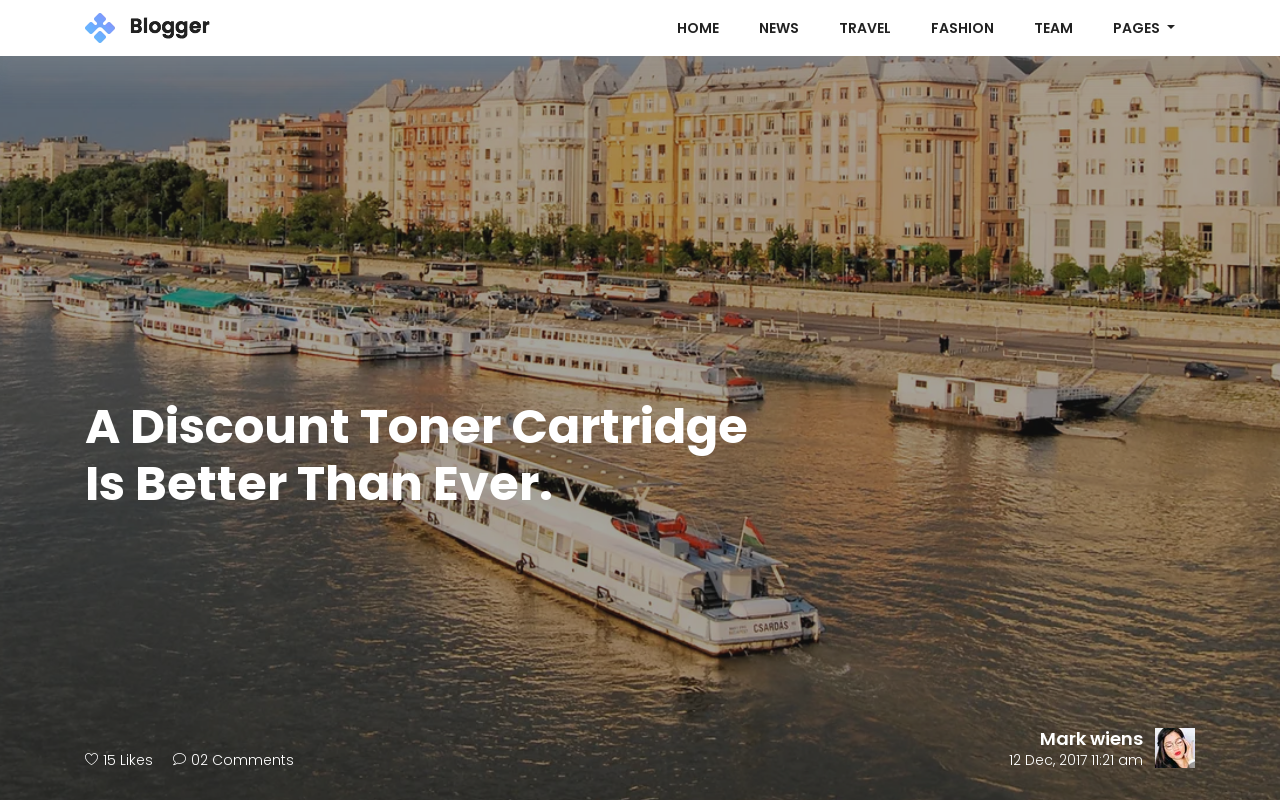 Blogger
HOME
NEWS
TRAVEL
FASHION
TEAM
PAGES
A Discount Toner Cartridge
Is Better Than Ever.
CSARDÁS
15 Likes
02 Comments
Mark wiens
12 Dec, 2017 11:21 am